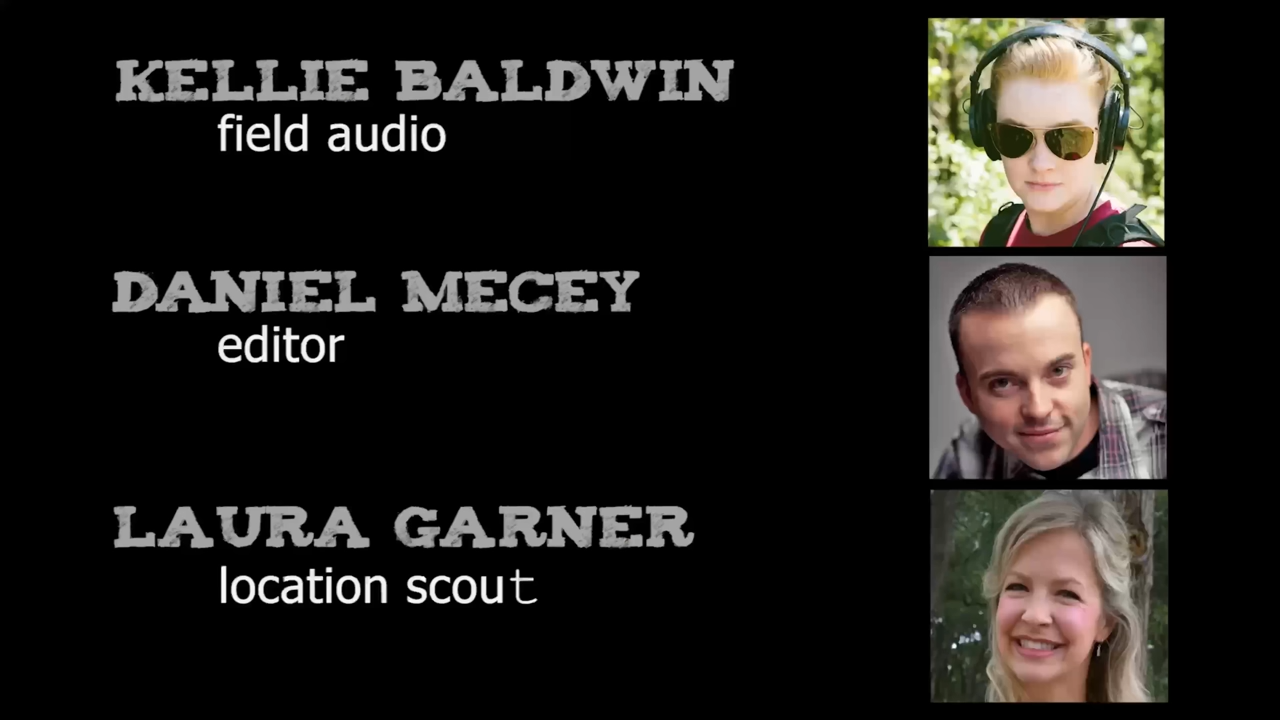 KELLIE BALDWIN
field audio
DANIEL MECEY
editor
LAURA GARNER
location scout